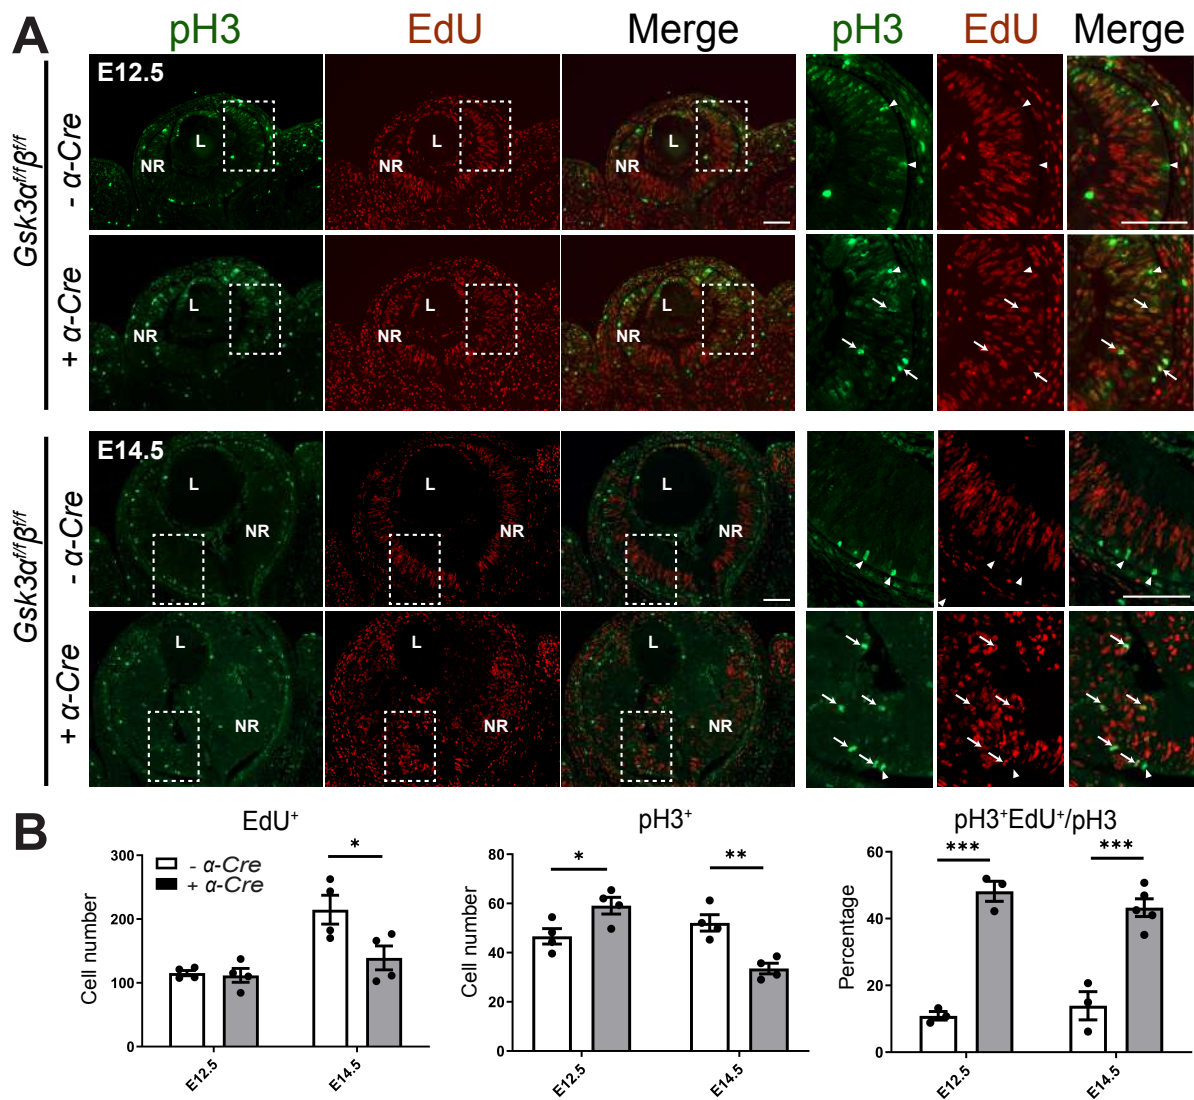 A
pH3 EdU Merge pH3 EdU Merge
Gsk3α^f/f β^f/f
- α-Cre
E12.5
L
NR
L
NR
L
NR
+ α-Cre
L
NR
L
NR
L
NR
Gsk3α^f/f β^f/f
- α-Cre
E14.5
L
NR
L
NR
L
NR
+ α-Cre
L
NR
L
NR
L
NR
B
EdU⁺
Cell number
300
200
100
0
- α-Cre
+ α-Cre
*
E12.5
E14.5
pH3⁺
Cell number
80
60
40
20
0
*
**
E12.5
E14.5
pH3⁺EdU⁺/pH3
Percentage
60
40
20
0
***
***
E12.5
E14.5